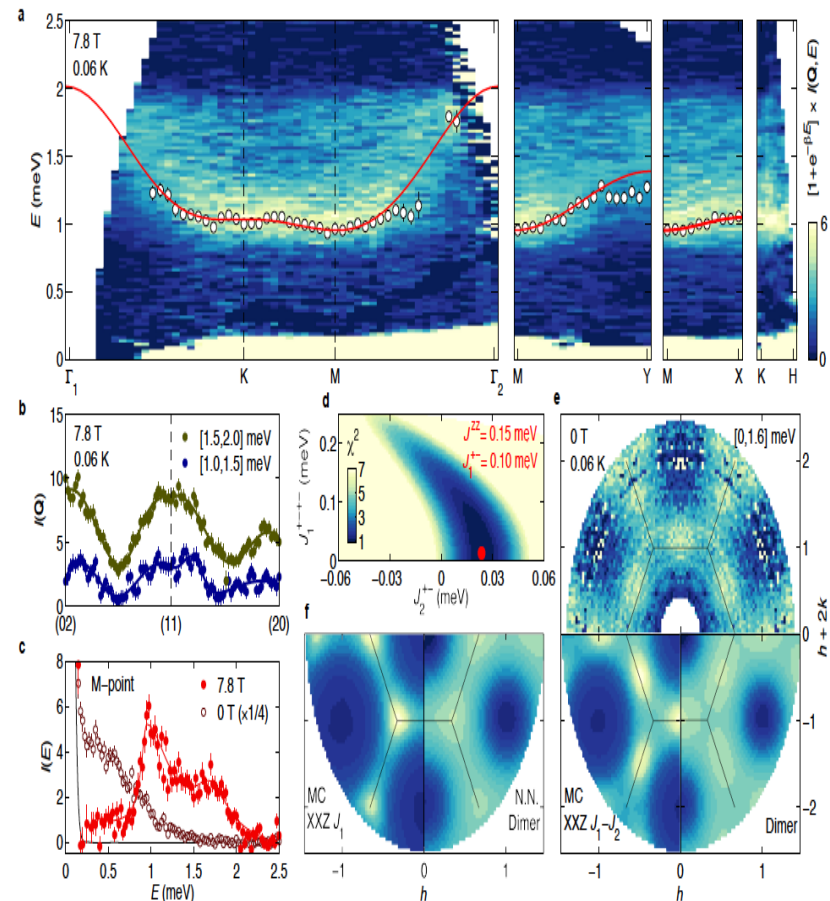 a
7.8 T
0.06 K
2.5
2
1.5
1
0.5
0
E (meV)
Γ1
K
M
Γ2
M
Y
M
X
K
H
6
0
[1+e^-βE] × I(Q,E)
b
7.8 T
0.06 K
[1.5,2.0] meV
[1.0,1.5] meV
15
10
5
0
I(Q)
(02)
(11)
(20)
c
M-point
7.8 T
0 T (×1/4)
8
6
4
2
0
I(E)
0
0.5
1
1.5
2
2.5
E (meV)
d
χ2
7
5
3
1
J^zz = 0.15 meV
J1^+- = 0.10 meV
0.2
0.1
0
J1^+-+- (meV)
-0.06
-0.03
0
0.03
0.06
J2^+- (meV)
e
0 T
0.06 K
[0,1.6] meV
2
1
0
-1
-2
h + 2k
MC
XXZ J1-J2
Dimer
-1
0
1
h
f
MC
XXZ J1
N.N.
Dimer
-1
0
1
h